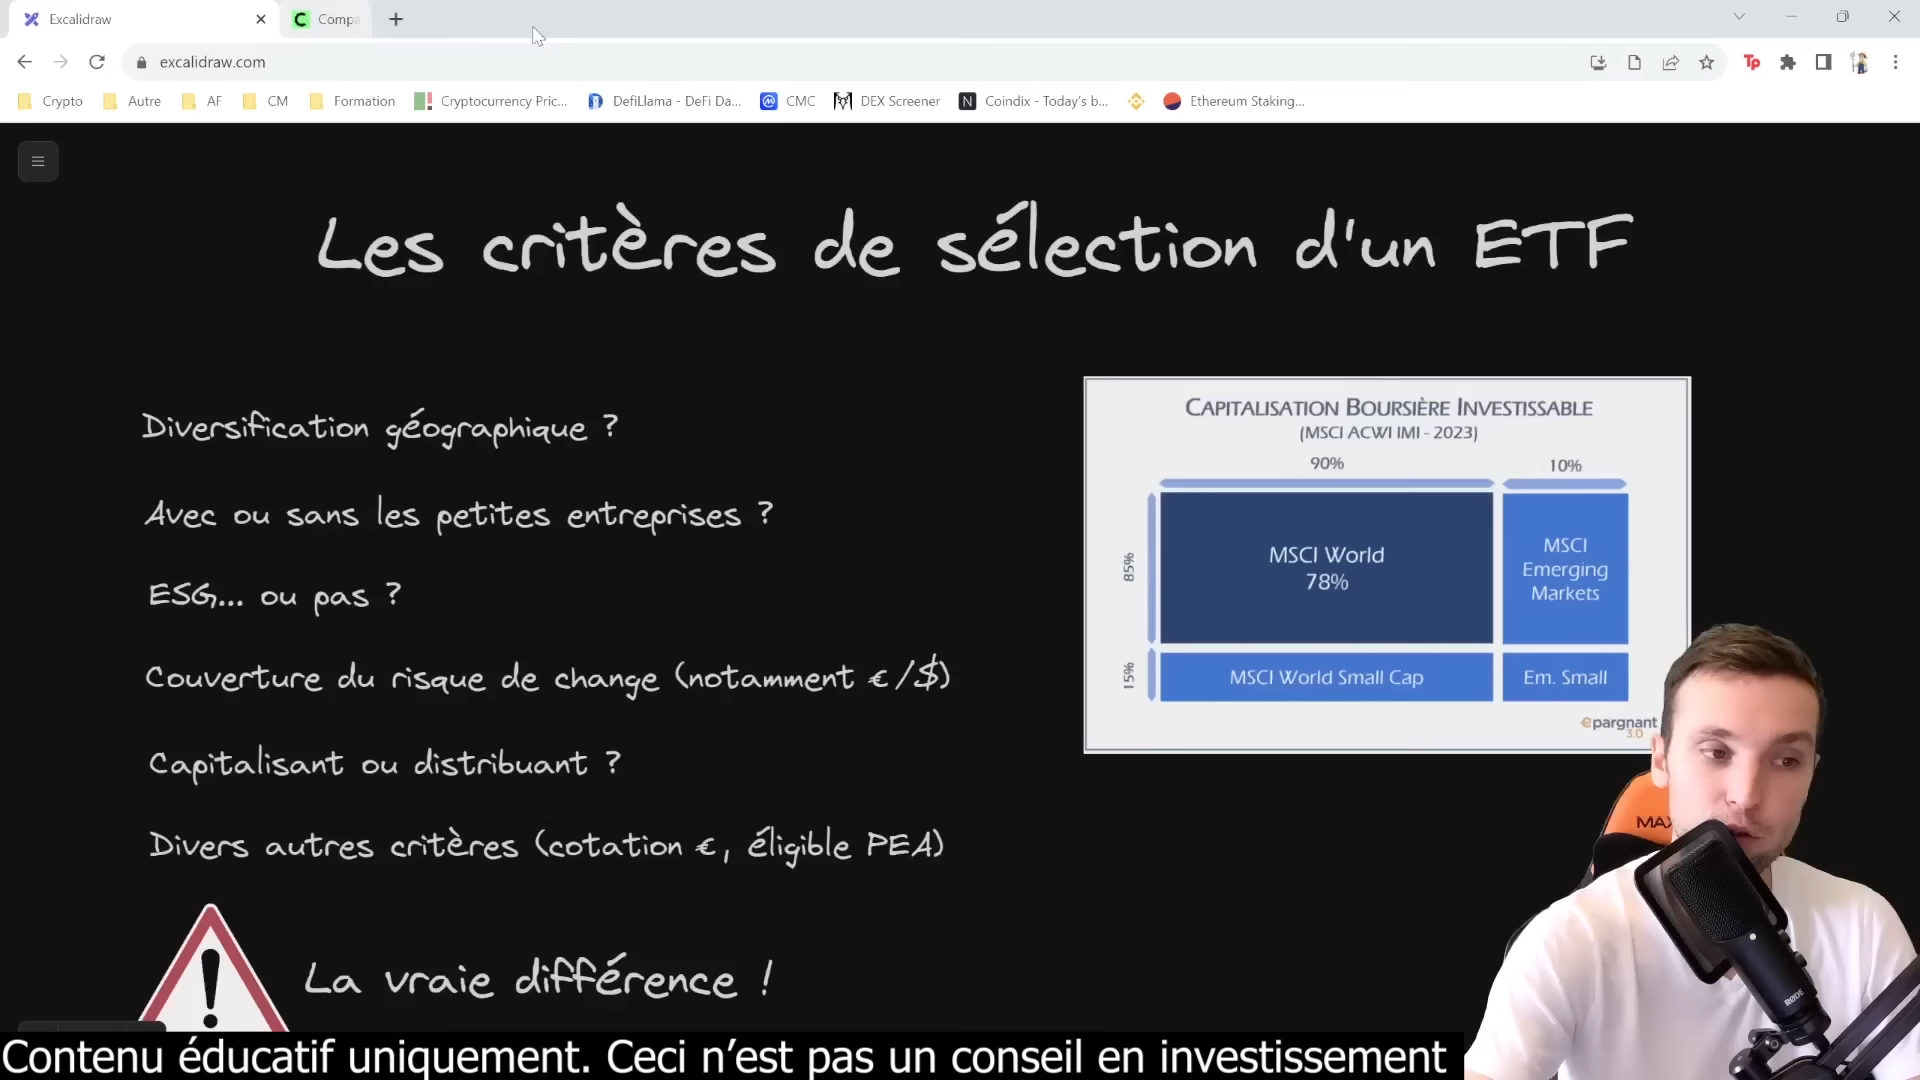 Excalidraw
Comp
excalidraw.com
Crypto
Autre
AF
CM
Formation
Cryptocurrency Pric...
DefiLlama - DeFi Da...
CMC
DEX Screener
Coindix - Today's b...
Ethereum Staking...
Les critères de sélection d'un ETF
Diversification géographique ?
Avec ou sans les petites entreprises ?
ESG... ou pas ?
Couverture du risque de change (notamment €/$)
Capitalisant ou distribuant ?
Divers autres critères (cotation €, éligible PEA)
La vraie différence !
CAPITALISATION BOURSIÈRE INVESTISSABLE
(MSCI ACWI IMI - 2023)
90%
10%
85%
MSCI World
78%
MSCI
Emerging
Markets
15%
MSCI World Small Cap
Em. Small
epargnant
3.0
RØDE
Contenu éducatif uniquement. Ceci n'est pas un conseil en investissement